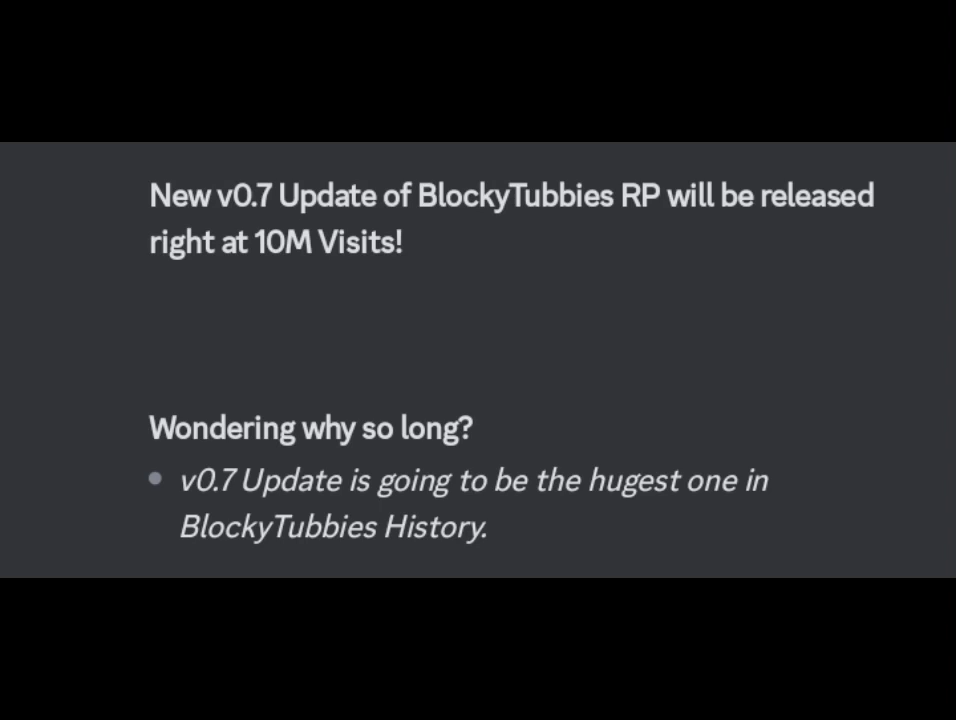 New v0.7 Update of BlockyTubbies RP will be released
right at 10M Visits!
Wondering why so long?
• v0.7 Update is going to be the hugest one in
BlockyTubbies History.